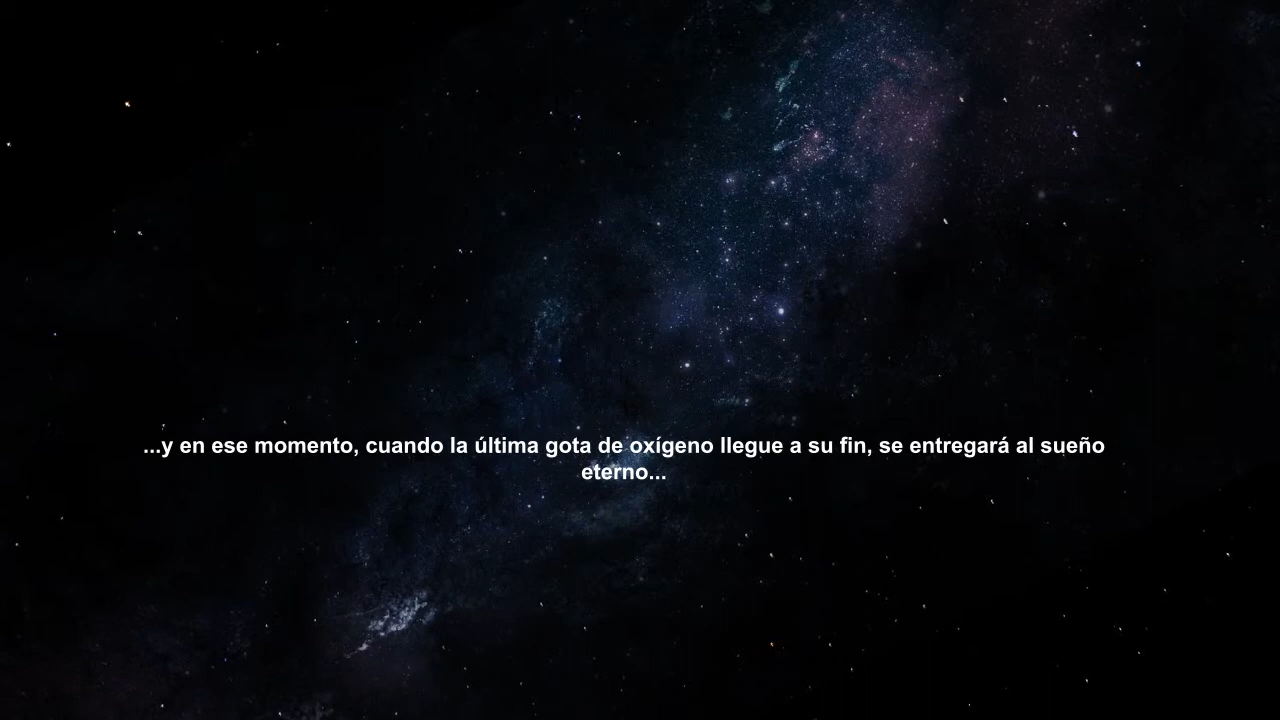 ...y en ese momento, cuando la última gota de oxígeno llegue a su fin, se entregará al sueño
eterno...